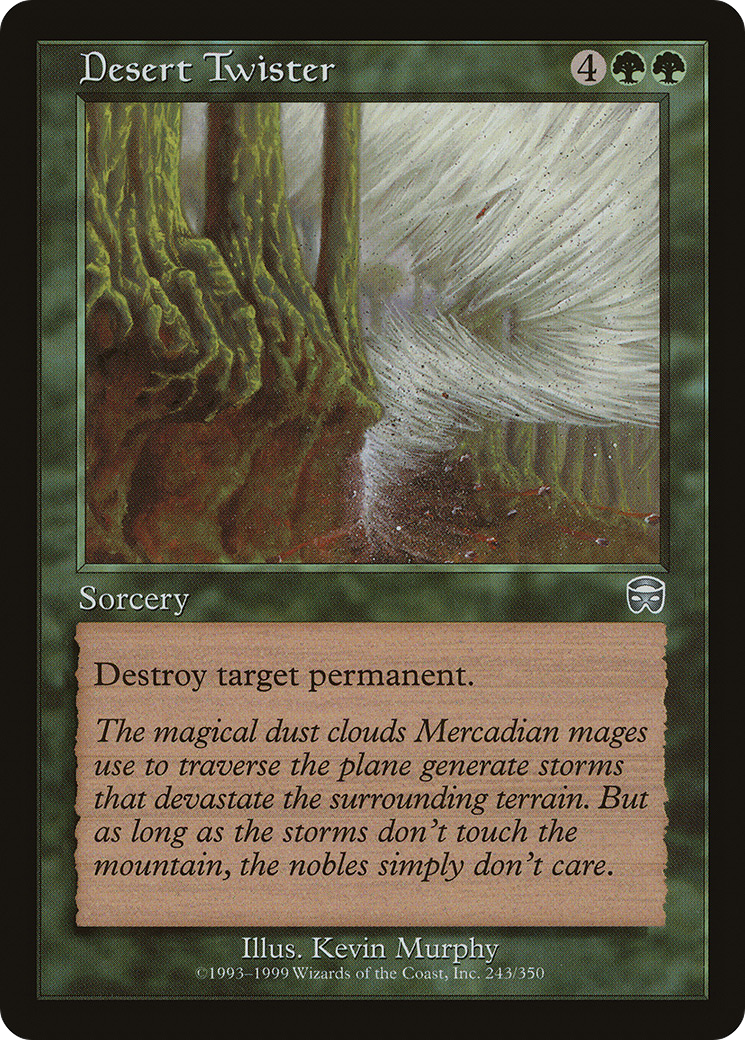 Desert Twister 4
Sorcery
Destroy target permanent.
The magical dust clouds Mercadian mages
use to traverse the plane generate storms
that devastate the surrounding terrain. But
as long as the storms don't touch the
mountain, the nobles simply don't care.
Illus. Kevin Murphy
©1993–1999 Wizards of the Coast, Inc. 243/350